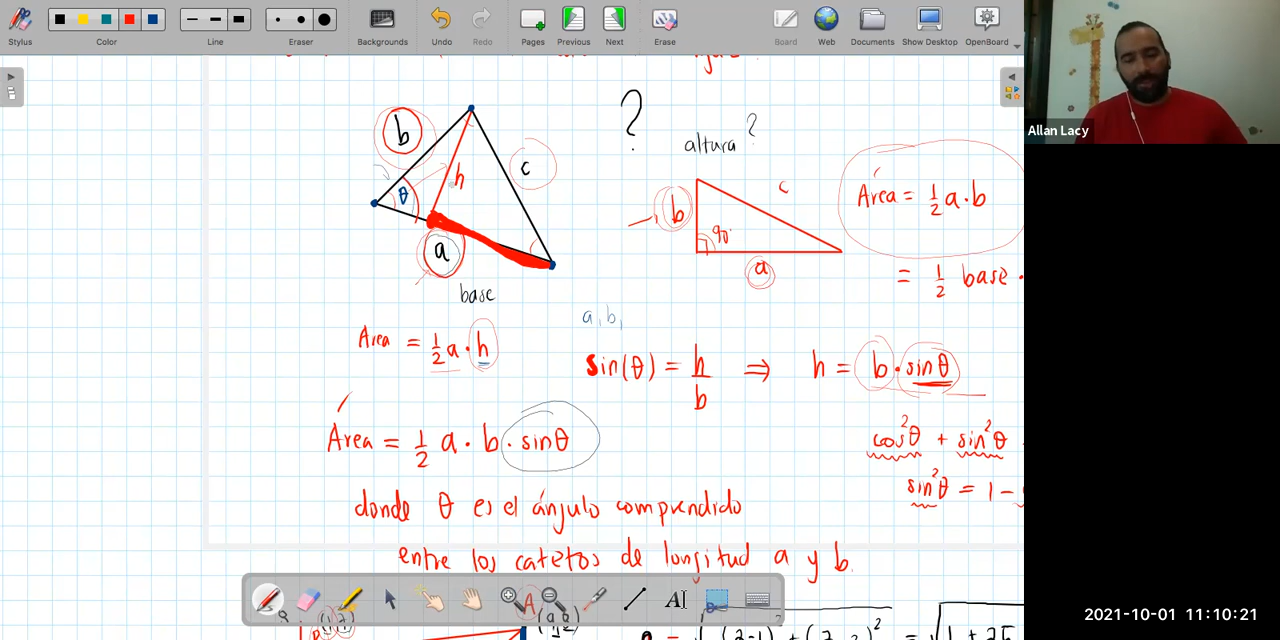 Stylus
Color
Line
Eraser
Backgrounds
Undo
Redo
Pages
Previous
Next
Erase
Board
Web
Documents
Show Desktop
OpenBoard
Allan Lacy
b
θ
h
c
a
base
?
altura ?
b
90°
c
a
Área = 1/2 a · b
= 1/2 base ·
Area = 1/2 a · h
a, b,
sin(θ) = h/b ⇒ h = b · sinθ
Área = 1/2 a · b · sinθ
cos²θ + sin²θ
sin²θ = 1 −
donde θ es el ángulo comprendido
entre los catetos de longitud a y b.
2021-10-01 11:10:21